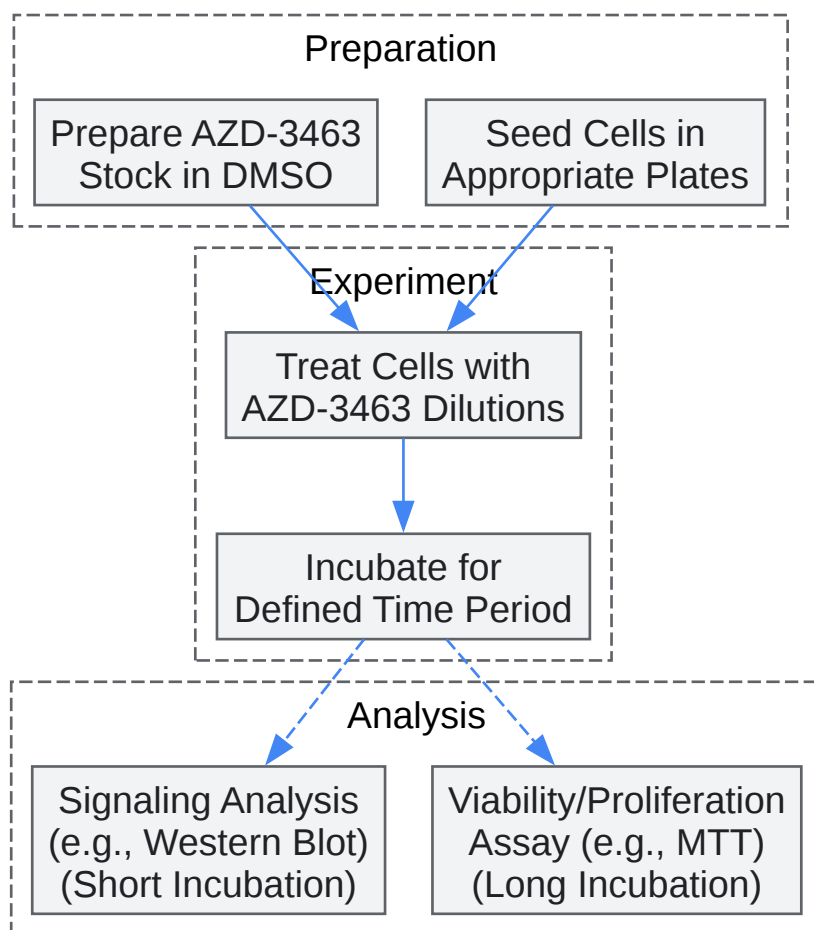 Preparation
Prepare AZD-3463
Stock in DMSO
Seed Cells in
Appropriate Plates
Experiment
Treat Cells with
AZD-3463 Dilutions
Incubate for
Defined Time Period
Analysis
Signaling Analysis
(e.g., Western Blot)
(Short Incubation)
Viability/Proliferation
Assay (e.g., MTT)
(Long Incubation)